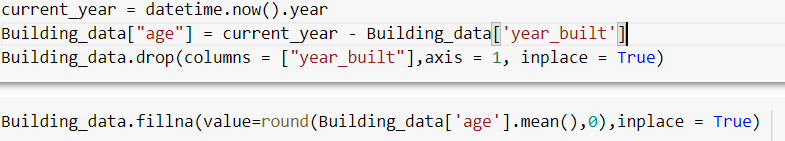 current_year = datetime.now().year
Building_data["age"] = current_year - Building_data['year_built']
Building_data.drop(columns = ["year_built"],axis = 1, inplace = True)
Building_data.fillna(value=round(Building_data['age'].mean(),0),inplace = True)